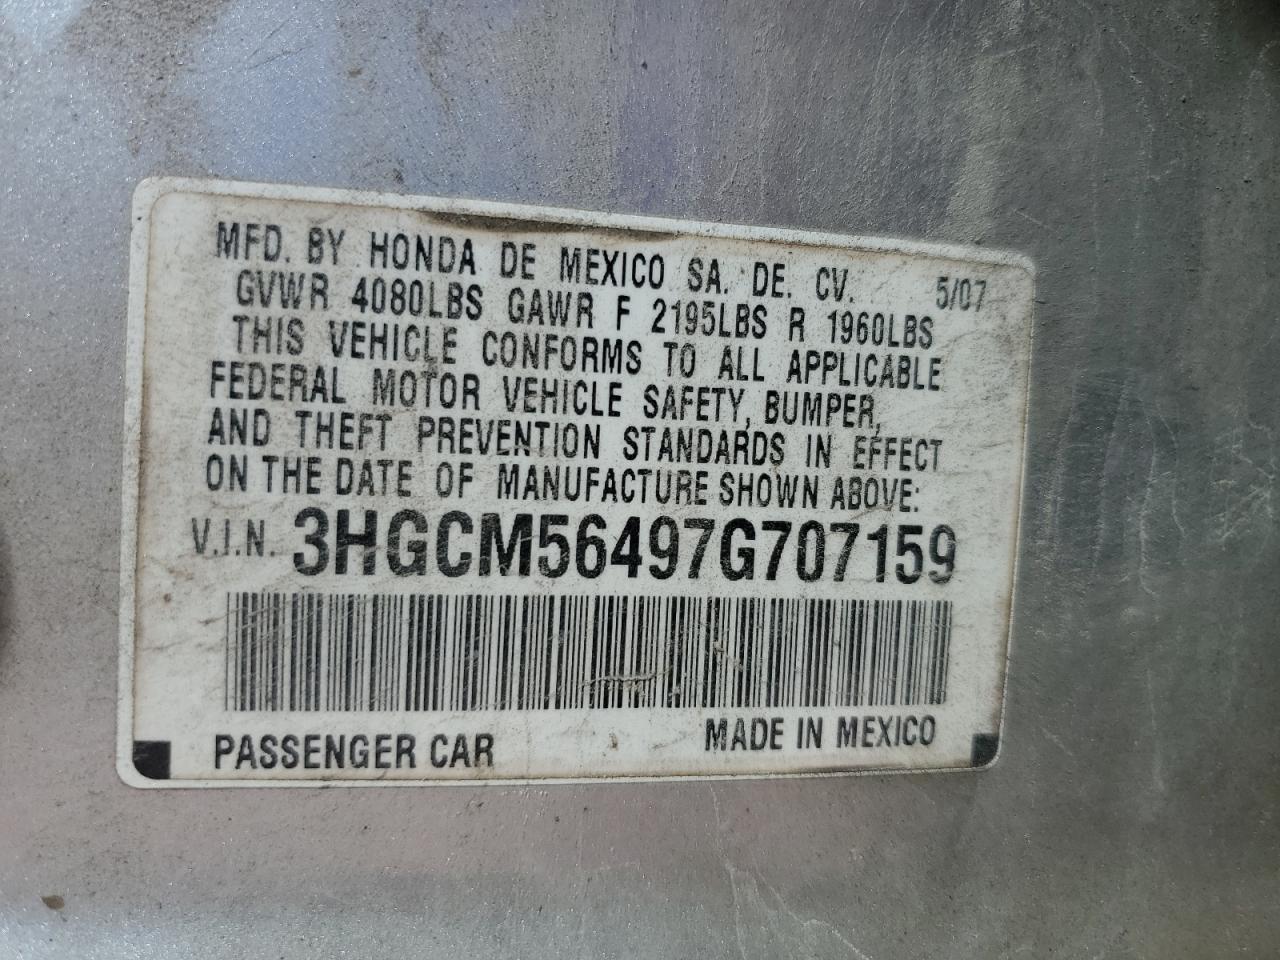 MFD. BY HONDA DE MEXICO SA. DE. CV. 5/07
GVWR 4080LBS GAWR F 2195LBS R 1960LBS
THIS VEHICLE CONFORMS TO ALL APPLICABLE
FEDERAL MOTOR VEHICLE SAFETY, BUMPER,
AND THEFT PREVENTION STANDARDS IN EFFECT
ON THE DATE OF MANUFACTURE SHOWN ABOVE:
V.I.N. 3HGCM56497G707159
PASSENGER CAR MADE IN MEXICO